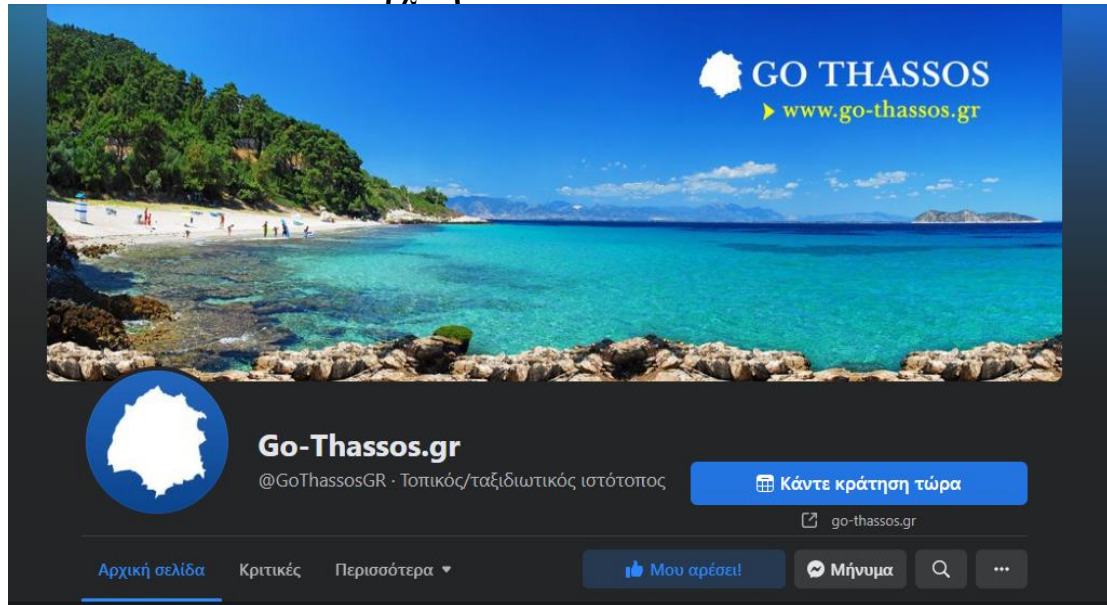 GO THASSOS
www.go-thassos.gr
Go-Thassos.gr
@GoThassosGR · Τοπικός/ταξιδιωτικός ιστότοπος
Κάντε κράτηση τώρα
go-thassos.gr
Αρχική σελίδα Κριτικές Περισσότερα Μου αρέσει! Μήνυμα